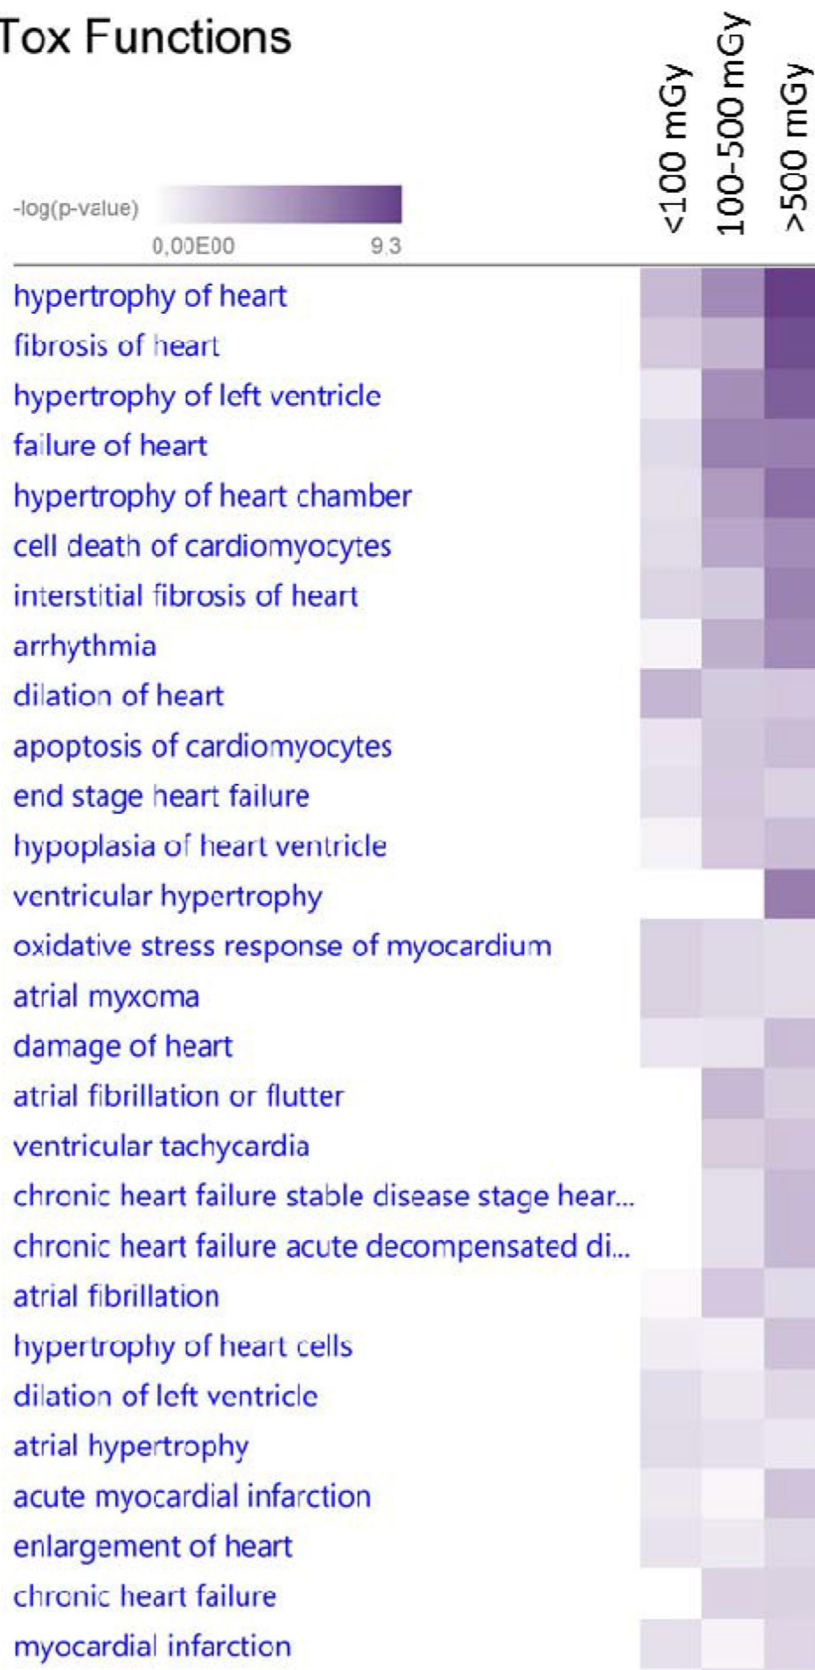 Tox Functions
<100 mGy
100-500 mGy
>500 mGy
-log(p-value)
0,00E00 9,3
hypertrophy of heart
fibrosis of heart
hypertrophy of left ventricle
failure of heart
hypertrophy of heart chamber
cell death of cardiomyocytes
interstitial fibrosis of heart
arrhythmia
dilation of heart
apoptosis of cardiomyocytes
end stage heart failure
hypoplasia of heart ventricle
ventricular hypertrophy
oxidative stress response of myocardium
atrial myxoma
damage of heart
atrial fibrillation or flutter
ventricular tachycardia
chronic heart failure stable disease stage hear...
chronic heart failure acute decompensated di...
atrial fibrillation
hypertrophy of heart cells
dilation of left ventricle
atrial hypertrophy
acute myocardial infarction
enlargement of heart
chronic heart failure
myocardial infarction